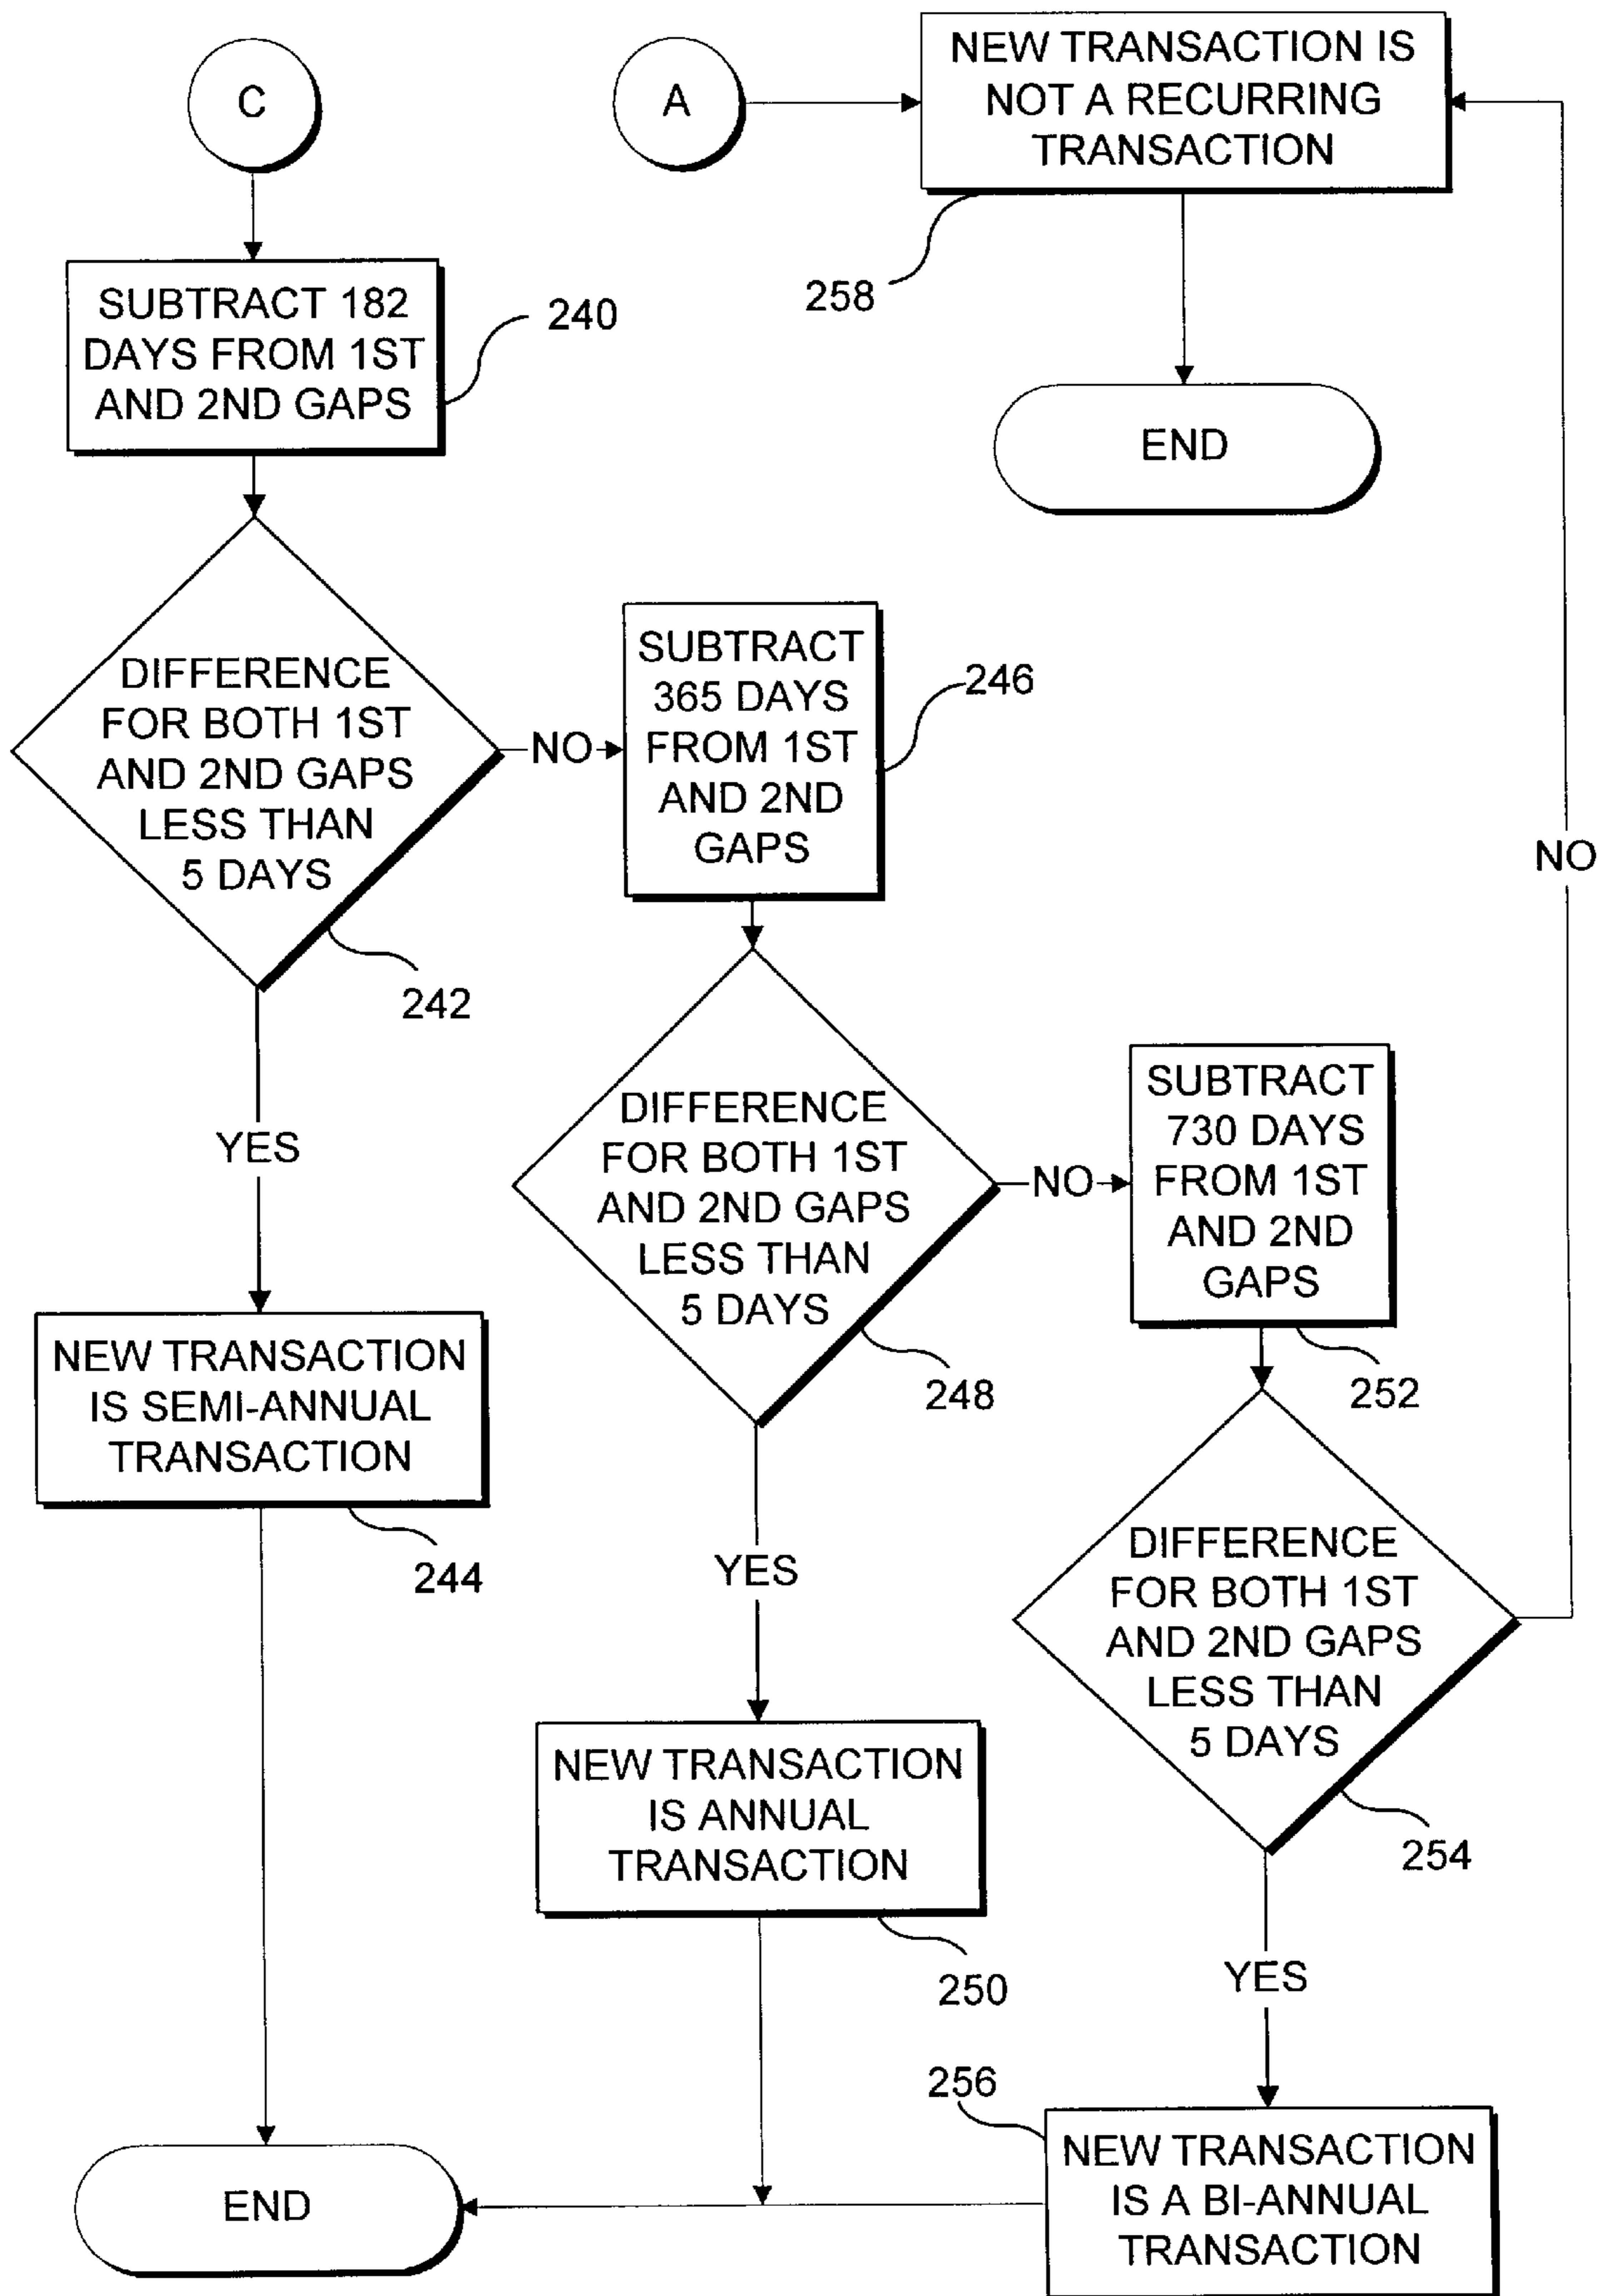 C
A
NEW TRANSACTION IS
NOT A RECURRING
TRANSACTION
258
END
SUBTRACT 182
DAYS FROM 1ST
AND 2ND GAPS
240
DIFFERENCE
FOR BOTH 1ST
AND 2ND GAPS
LESS THAN
5 DAYS
242
NO
SUBTRACT
365 DAYS
FROM 1ST
AND 2ND
GAPS
246
NO
YES
DIFFERENCE
FOR BOTH 1ST
AND 2ND GAPS
LESS THAN
5 DAYS
248
NO
SUBTRACT
730 DAYS
FROM 1ST
AND 2ND
GAPS
252
NEW TRANSACTION
IS SEMI-ANNUAL
TRANSACTION
244
YES
DIFFERENCE
FOR BOTH 1ST
AND 2ND GAPS
LESS THAN
5 DAYS
254
NEW TRANSACTION
IS ANNUAL
TRANSACTION
250
YES
256
NEW TRANSACTION
IS A BI-ANNUAL
TRANSACTION
END